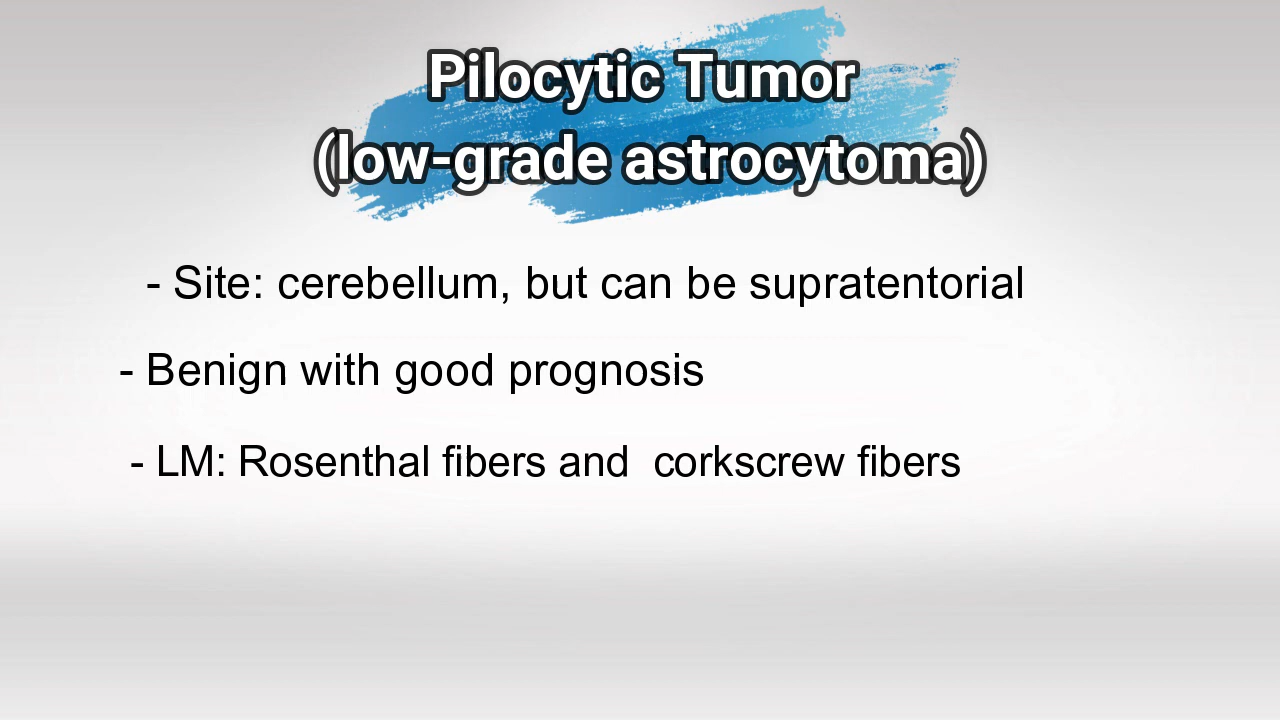 Pilocytic Tumor
(low-grade astrocytoma)
- Site: cerebellum, but can be supratentorial
- Benign with good prognosis
- LM: Rosenthal fibers and  corkscrew fibers